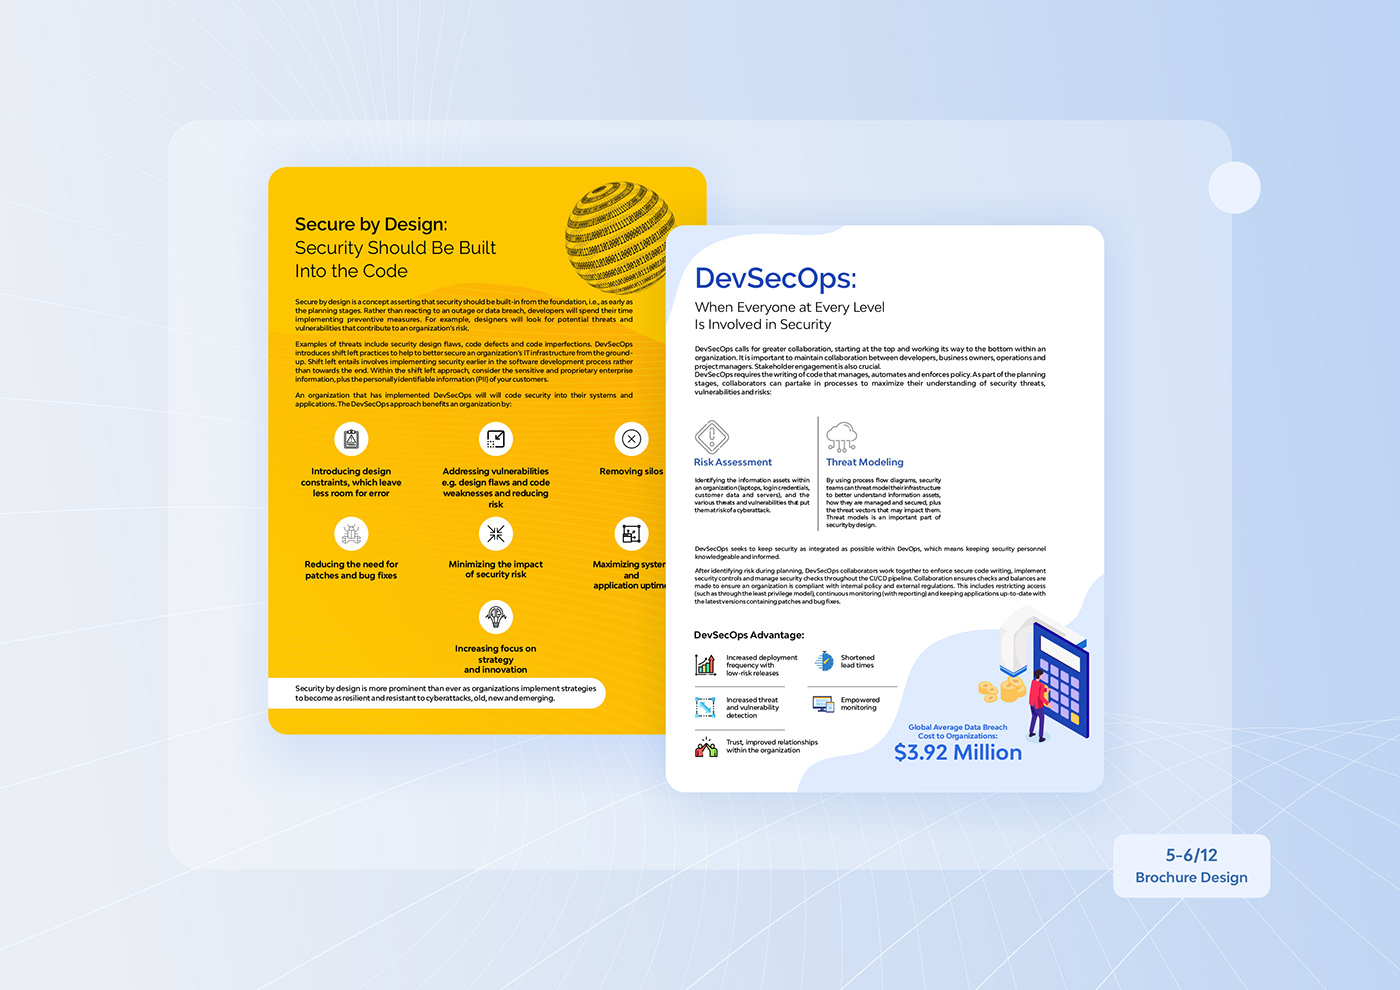 Secure by Design:
Security Should Be Built
Into the Code
Secure by design is a concept asserting that security should be built-in from the foundation, i.e., as early as
the planning stages. Rather than reacting to an outage or data breach, developers will spend their time
implementing preventive measures. For example, designers will look for potential threats and
vulnerabilities that contribute to an organization's risk.
Examples of threats include security design flaws, code defects and code imperfections. DevSecOps
introduces shift left practices to help to better secure an organization's IT infrastructure from the ground-
up. Shift left entails involves implementing security earlier in the software development process rather
than towards the end. Within the shift left approach, consider the sensitive and proprietary enterprise
information, plus the personally identifiable information (PII) of your customers.
An organization that has implemented DevSecOps will will code security into their systems and
applications. The DevSecOps approach benefits an organization by:
Introducing design
constraints, which leave
less room for error
Addressing vulnerabilities
e.g. design flaws and code
weaknesses and reducing
risk
Removing silos
Reducing the need for
patches and bug fixes
Minimizing the impact
of security risk
Maximizing system
and
application uptime
Increasing focus on
strategy
and innovation
Security by design is more prominent than ever as organizations implement strategies
to become as resilient and resistant to cyberattacks, old, new and emerging.
DevSecOps:
When Everyone at Every Level
Is Involved in Security
DevSecOps calls for greater collaboration, starting at the top and working its way to the bottom within an
organization. It is important to maintain collaboration between developers, business owners, operations and
project managers. Stakeholder engagement is also crucial.
DevSecOps requires the writing of code that manages, automates and enforces policy. As part of the planning
stages, collaborators can partake in processes to maximize their understanding of security threats,
vulnerabilities and risks:
Risk Assessment
Identifying the information assets within
an organization (laptops, login credentials,
customer data and servers), and the
various threats and vulnerabilities that put
them at risk of a cyberattack.
Threat Modeling
By using process flow diagrams, security
teams can threat model their infrastructure
to better understand information assets,
how they are managed and secured, plus
the threat vectors that may impact them.
Threat models is an important part of
security by design.
DevSecOps seeks to keep security as integrated as possible within DevOps, which means keeping security personnel
knowledgeable and informed.
After identifying risk during planning, DevSecOps collaborators work together to enforce secure code writing, implement
security controls and manage security checks throughout the CI/CD pipeline. Collaboration ensures checks and balances are
made to ensure an organization is compliant with internal policy and external regulations. This includes restricting access
(such as through the least privilege model), continuous monitoring (with reporting) and keeping applications up-to-date with
the latest versions containing patches and bug fixes.
DevSecOps Advantage:
Increased deployment
frequency with
low-risk releases
Shortened
lead times
Increased threat
and vulnerability
detection
Empowered
monitoring
Trust, improved relationships
within the organization
Global Average Data Breach
Cost to Organizations:
$3.92 Million
5-6/12
Brochure Design